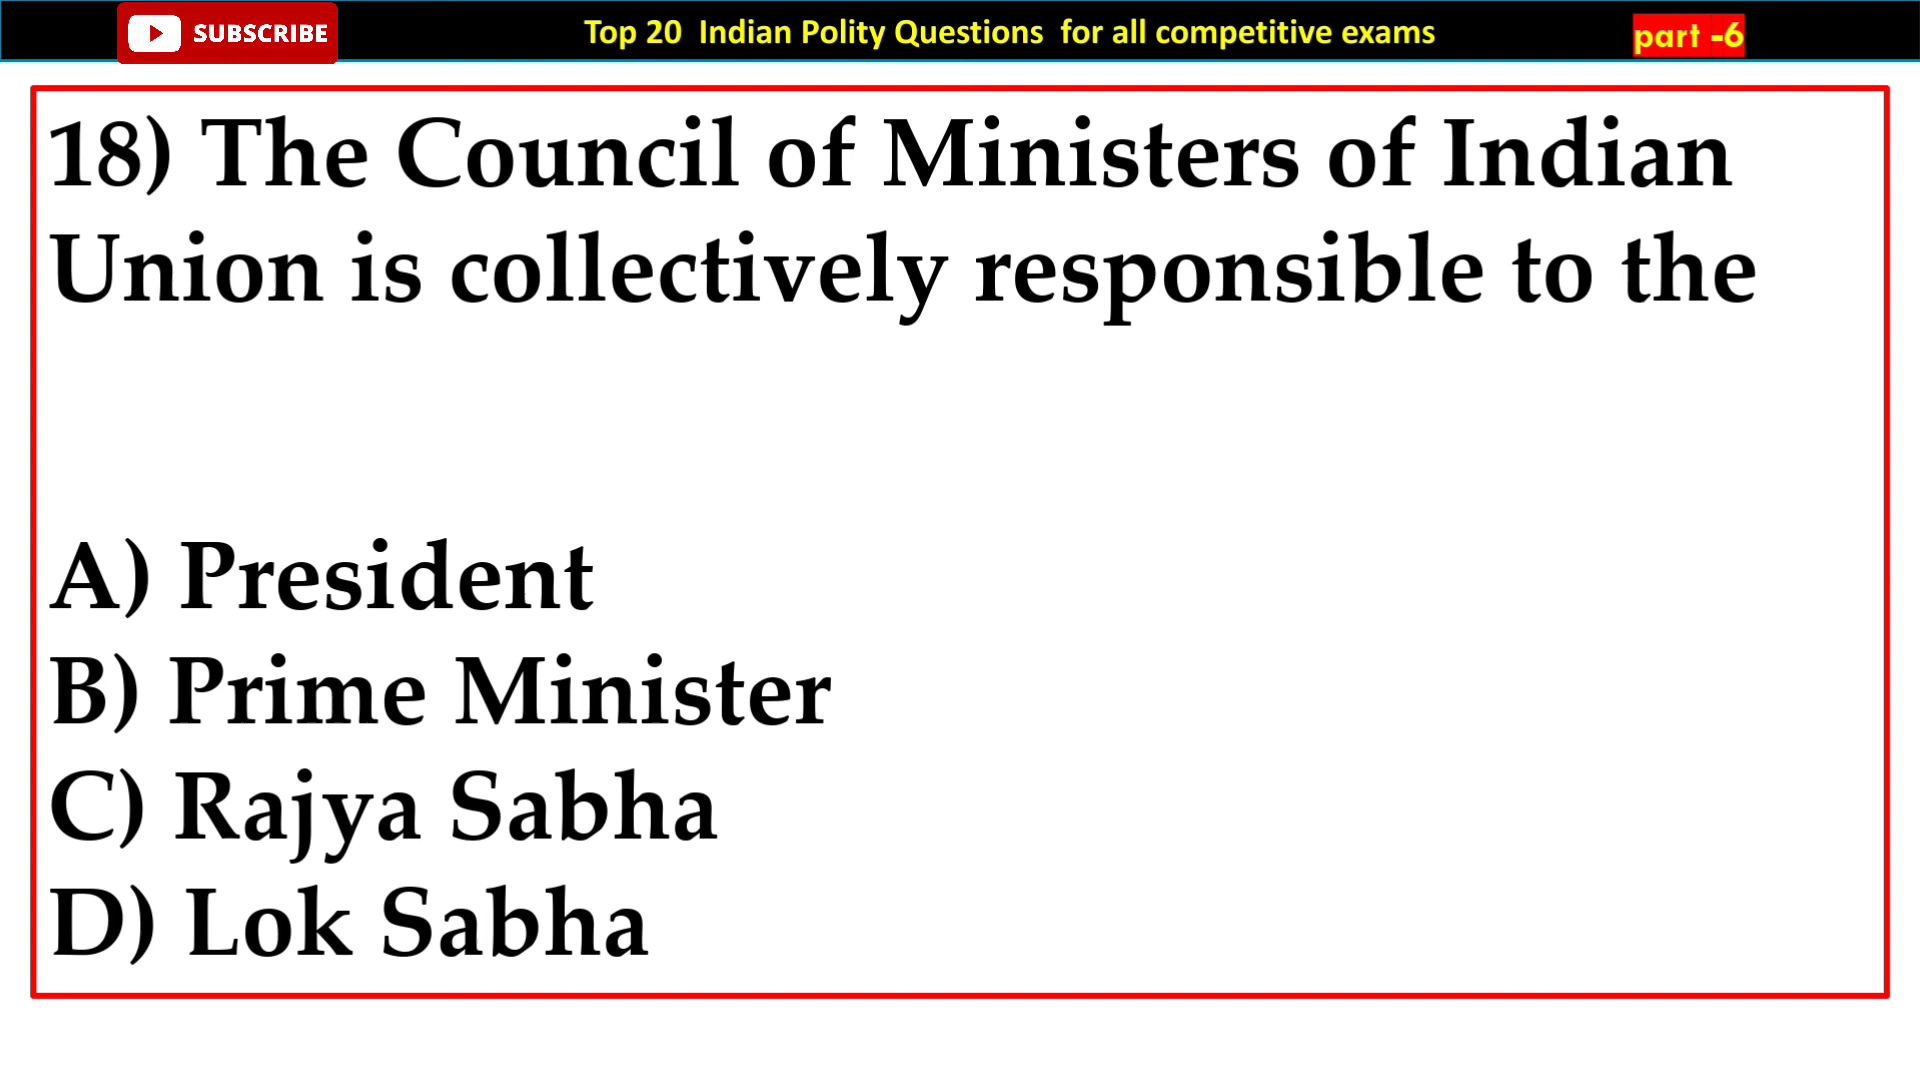 SUBSCRIBE
Top 20 Indian Polity Questions for all competitive exams
part -6
18) The Council of Ministers of Indian
Union is collectively responsible to the
A) President
B) Prime Minister
C) Rajya Sabha
D) Lok Sabha